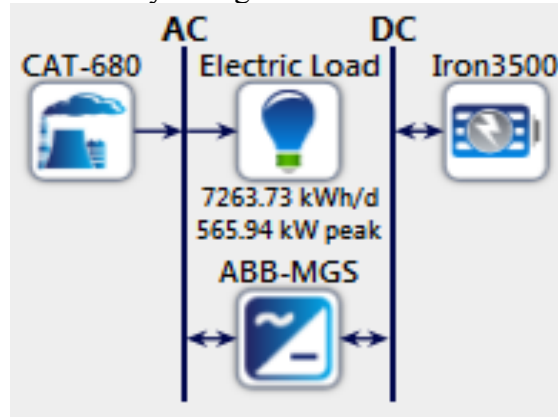 AC DC
CAT-680 Electric Load Iron3500
7263.73 kWh/d
565.94 kW peak
ABB-MGS